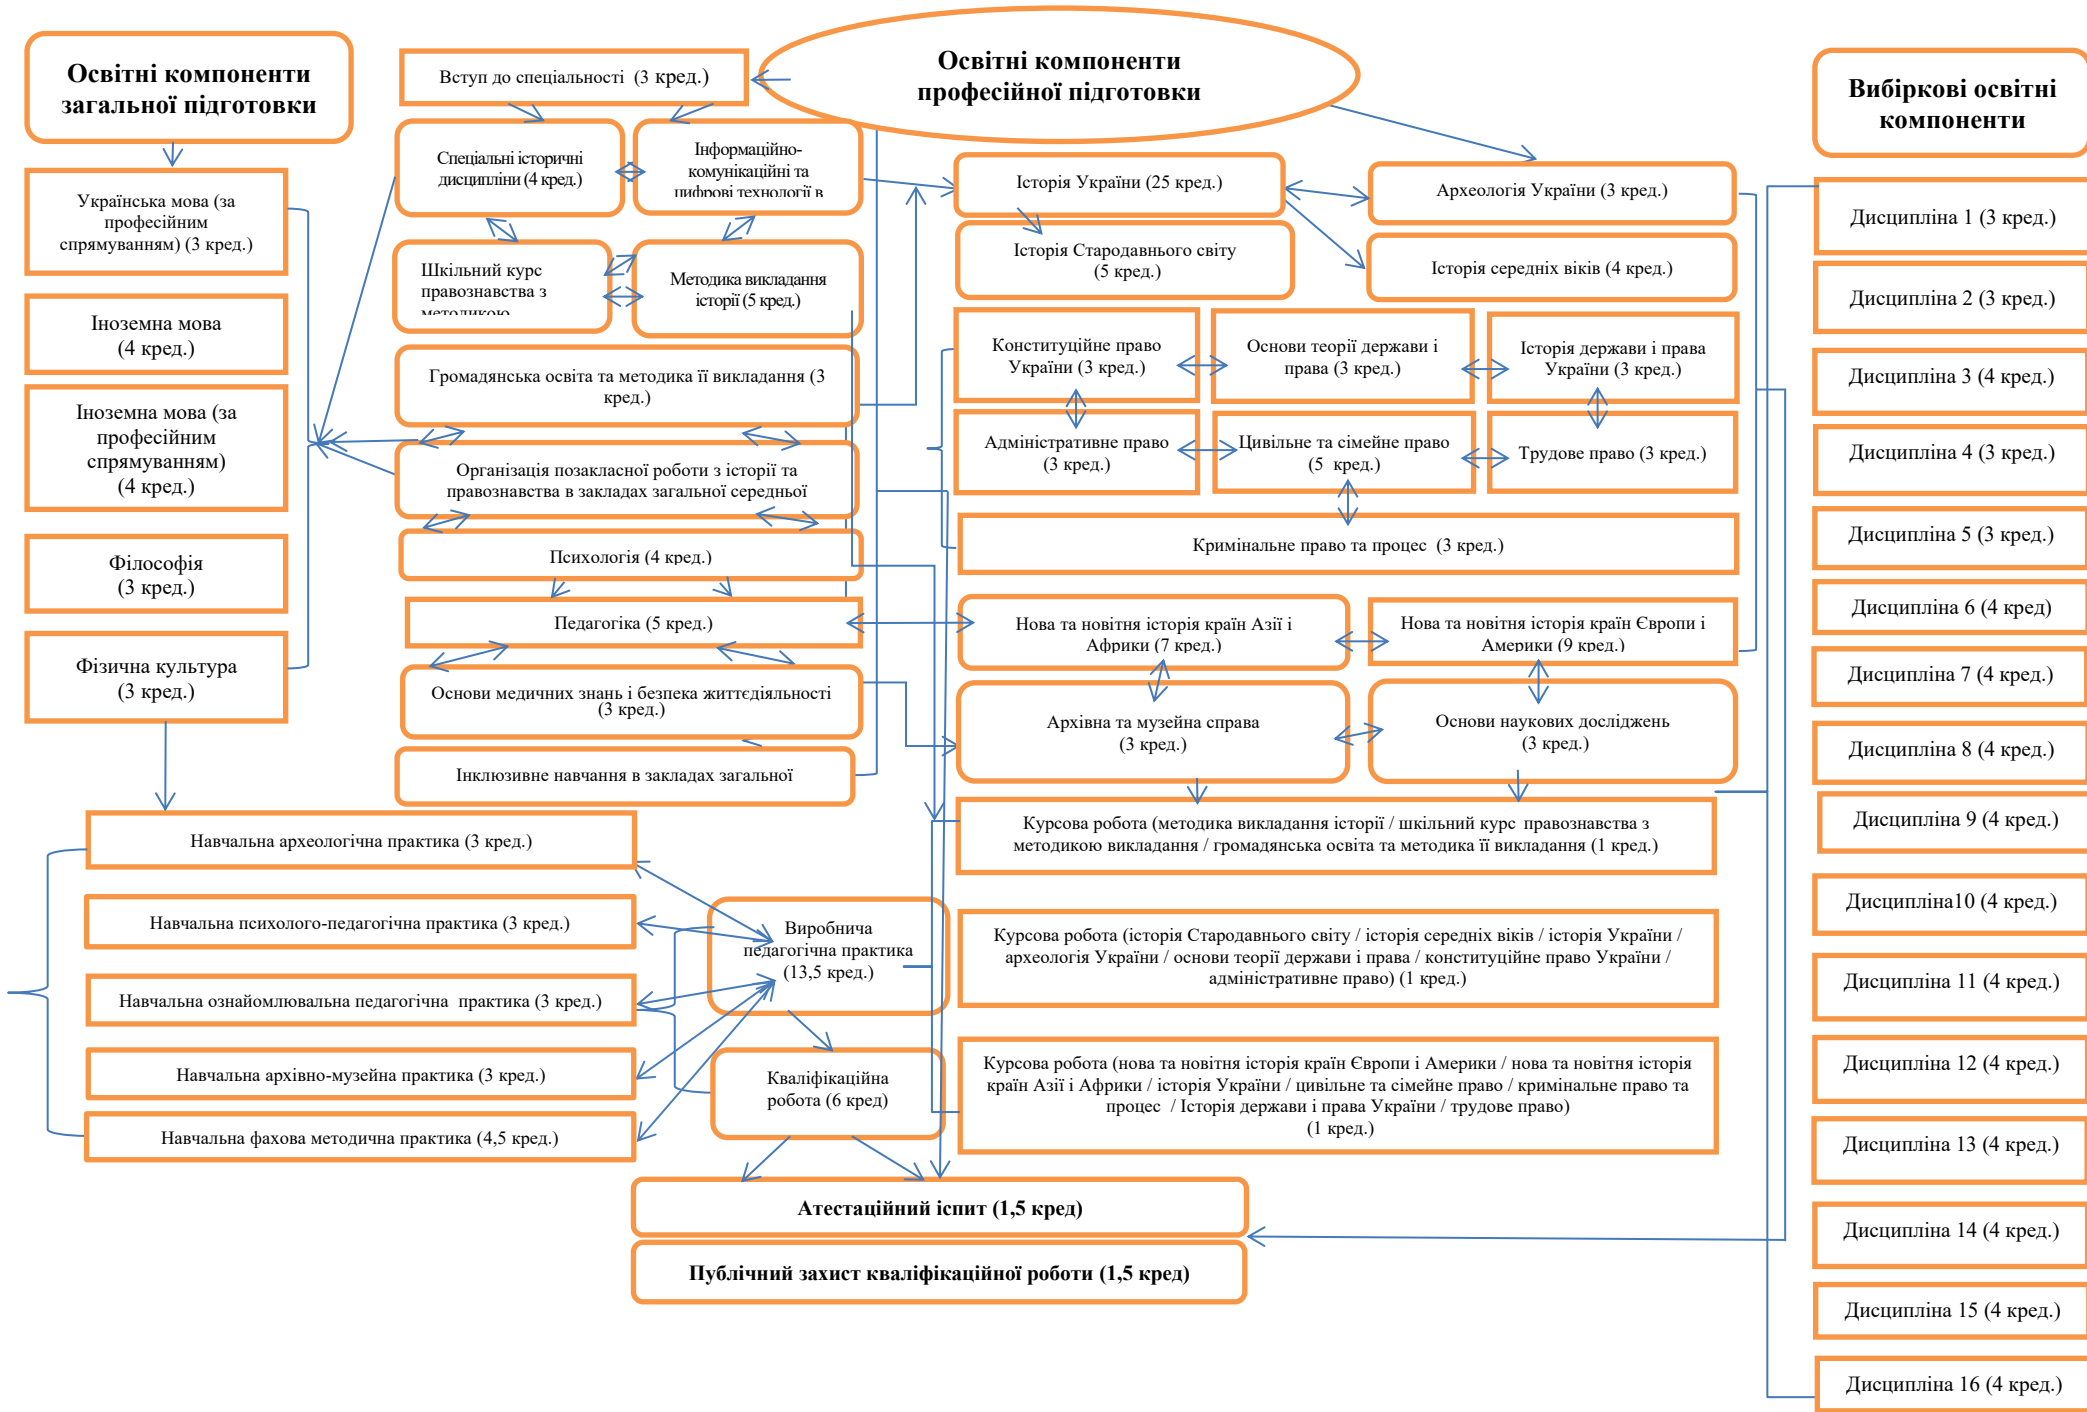 Освітні компоненти
загальної підготовки
Українська мова (за
професійним
спрямуванням) (3 кред.)
Іноземна мова
(4 кред.)
Іноземна мова (за
професійним
спрямуванням)
(4 кред.)
Філософія
(3 кред.)
Фізична культура
(3 кред.)
Освітні компоненти
професійної підготовки
Вступ до спеціальності  (3 кред.)
Спеціальні історичні
дисципліни (4 кред.)
Інформаційно-
комунікаційні та
цифрові технології в
Шкільний курс
правознавства з
методикою
Методика викладання
історії (5 кред.)
Громадянська освіта та методика її викладання (3
кред.)
Організація позакласної роботи з історії та
правознавства в закладах загальної середньої
Психологія (4 кред.)
Педагогіка (5 кред.)
Основи медичних знань і безпека життєдіяльності
(3 кред.)
Інклюзивне навчання в закладах загальної
Історія України (25 кред.)
Археологія України (3 кред.)
Історія Стародавнього світу
(5 кред.)
Історія середніх віків (4 кред.)
Конституційне право
України (3 кред.)
Основи теорії держави і
права (3 кред.)
Історія держави і права
України (3 кред.)
Адміністративне право
(3 кред.)
Цивільне та сімейне право
(5  кред.)
Трудове право (3 кред.)
Кримінальне право та процес  (3 кред.)
Нова та новітня історія країн Азії і
Африки (7 кред.)
Нова та новітня історія країн Європи і
Америки (9 кред.)
Архівна та музейна справа
(3 кред.)
Основи наукових досліджень
(3 кред.)
Курсова робота (методика викладання історії / шкільний курс  правознавства з
методикою викладання / громадянська освіта та методика її викладання (1 кред.)
Курсова робота (історія Стародавнього світу / історія середніх віків / історія України /
археологія України / основи теорії держави і права / конституційне право України /
адміністративне право) (1 кред.)
Курсова робота (нова та новітня історія країн Європи і Америки / нова та новітня історія
країн Азії і Африки / історія України / цивільне та сімейне право / кримінальне право та
процес  / Історія держави і права України / трудове право)
(1 кред.)
Навчальна археологічна практика (3 кред.)
Навчальна психолого-педагогічна практика (3 кред.)
Навчальна ознайомлювальна педагогічна  практика (3 кред.)
Навчальна архівно-музейна практика (3 кред.)
Навчальна фахова методична практика (4,5 кред.)
Виробнича
педагогічна практика
(13,5 кред.)
Кваліфікаційна
робота (6 кред)
Атестаційний іспит (1,5 кред)
Публічний захист кваліфікаційної роботи (1,5 кред)
Вибіркові освітні
компоненти
Дисципліна 1 (3 кред.)
Дисципліна 2 (3 кред.)
Дисципліна 3 (4 кред.)
Дисципліна 4 (3 кред.)
Дисципліна 5 (3 кред.)
Дисципліна 6 (4 кред)
Дисципліна 7 (4 кред.)
Дисципліна 8 (4 кред.)
Дисципліна 9 (4 кред.)
Дисципліна10 (4 кред.)
Дисципліна 11 (4 кред.)
Дисципліна 12 (4 кред.)
Дисципліна 13 (4 кред.)
Дисципліна 14 (4 кред.)
Дисципліна 15 (4 кред.)
Дисципліна 16 (4 кред.)